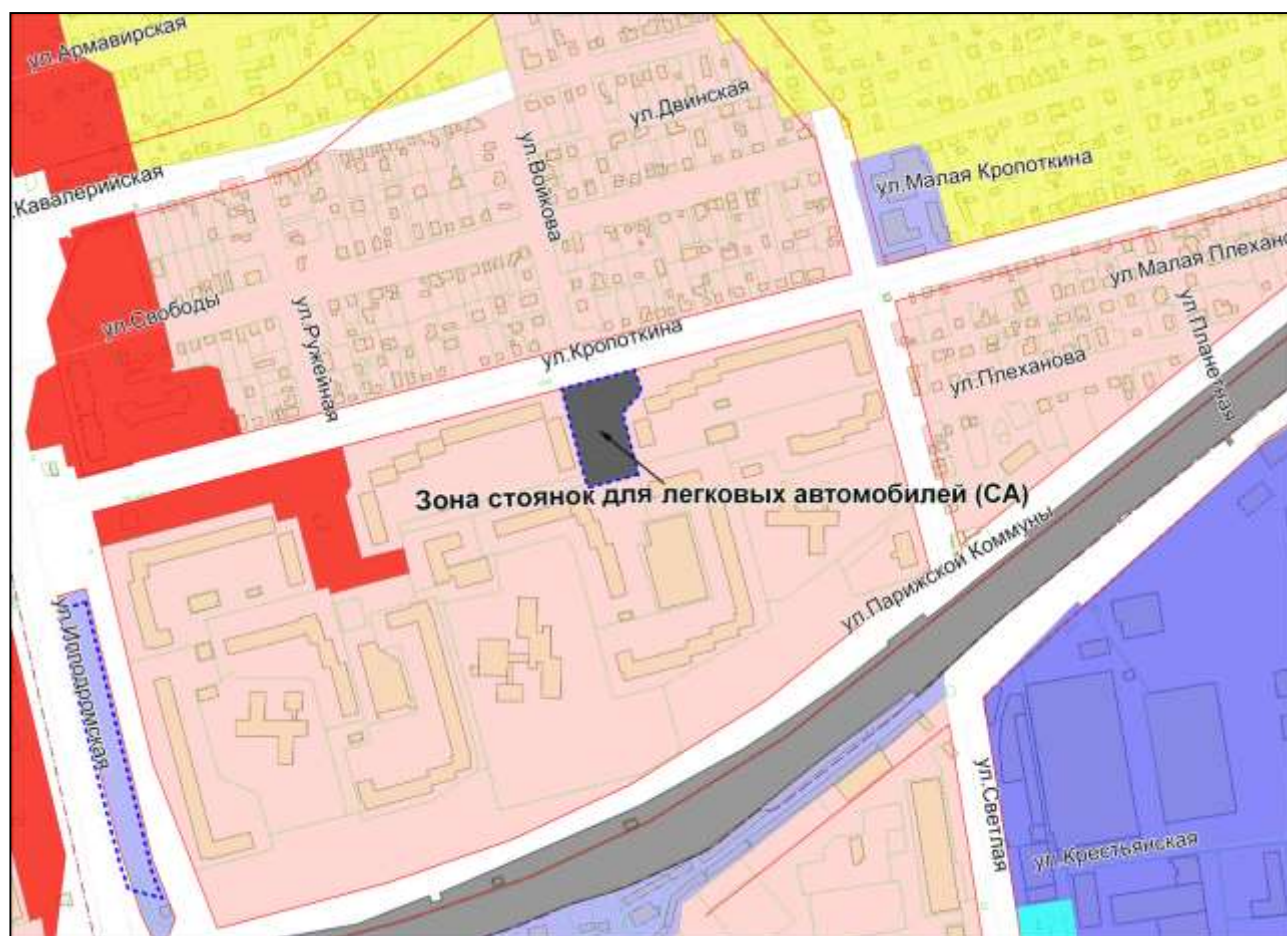 ул.Армавирская
ул.Двинская
ул.Войкова
ул.Малая Кропоткина
.Кавалерийская
ул.Свободы
ул.Ружейная
ул.Кропоткина
ул.Малая Плехано
ул.Планетная
ул.Плеханова
Зона стоянок для легковых автомобилей (СА)
ул.Парижской Коммуны
ул.Ипподромская
ул.Светлая
ул.Крестьянская